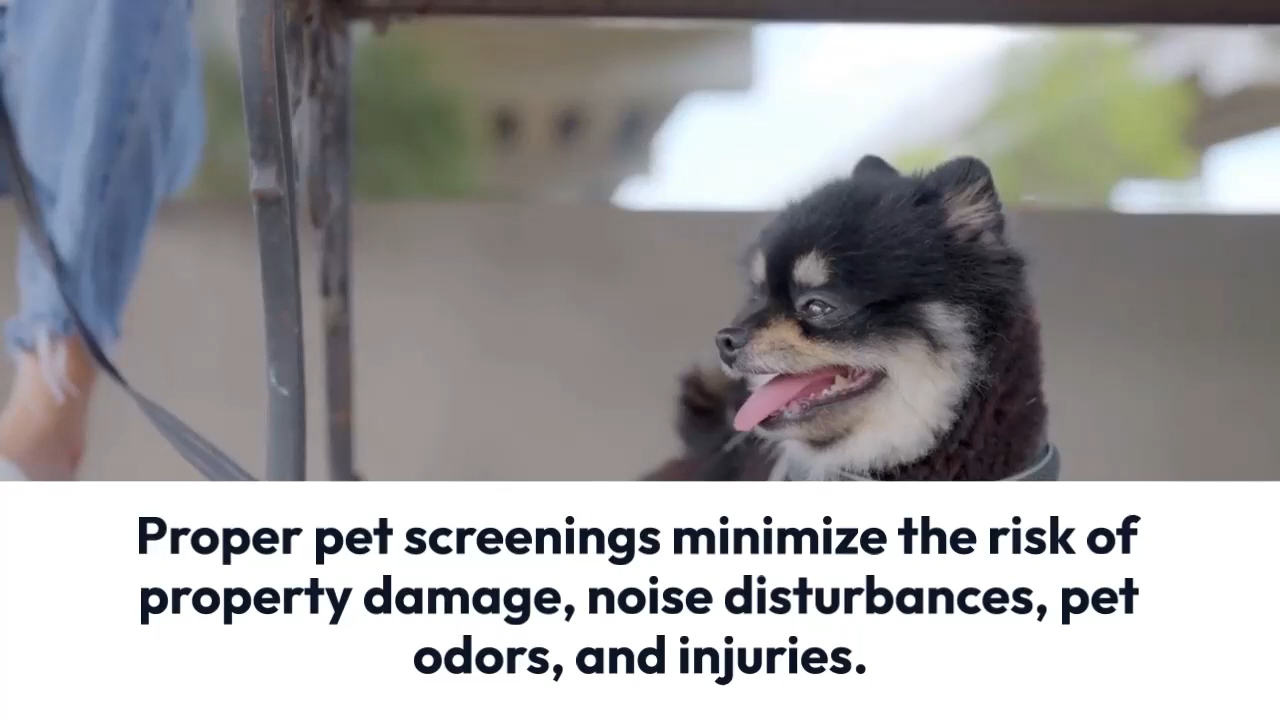 Proper pet screenings minimize the risk of
property damage, noise disturbances, pet
odors, and injuries.